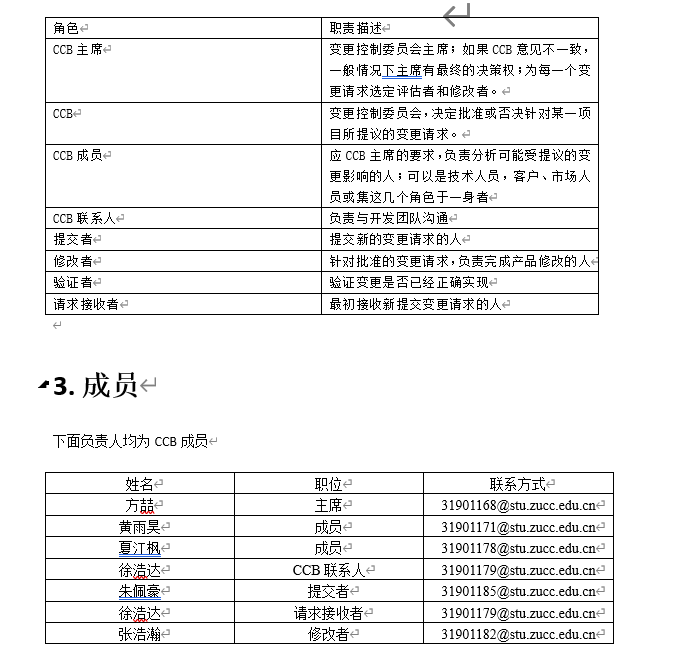 角色 职责描述
CCB 主席 变更控制委员会主席；如果 CCB 意见不一致，
一般情况下主席有最终的决策权；为每一个变
更请求选定评估者和修改者。
CCB 变更控制委员会，决定批准或否决针对某一项
目所提议的变更请求。
CCB 成员 应 CCB 主席的要求，负责分析可能受提议的变
更影响的人；可以是技术人员，客户、市场人
员或集这几个角色于一身者
CCB 联系人 负责与开发团队沟通
提交者 提交新的变更请求的人
修改者 针对批准的变更请求，负责完成产品修改的人
验证者 验证变更是否已经正确实现
请求接收者 最初接收新提交变更请求的人
3. 成员
下面负责人均为 CCB 成员
姓名 职位 联系方式
方喆 主席 31901168@stu.zucc.edu.cn
黄雨昊 成员 31901171@stu.zucc.edu.cn
夏江枫 成员 31901178@stu.zucc.edu.cn
徐浩达 CCB 联系人 31901179@stu.zucc.edu.cn
朱佩豪 提交者 31901185@stu.zucc.edu.cn
徐浩达 请求接收者 31901179@stu.zucc.edu.cn
张浩瀚 修改者 31901182@stu.zucc.edu.cn